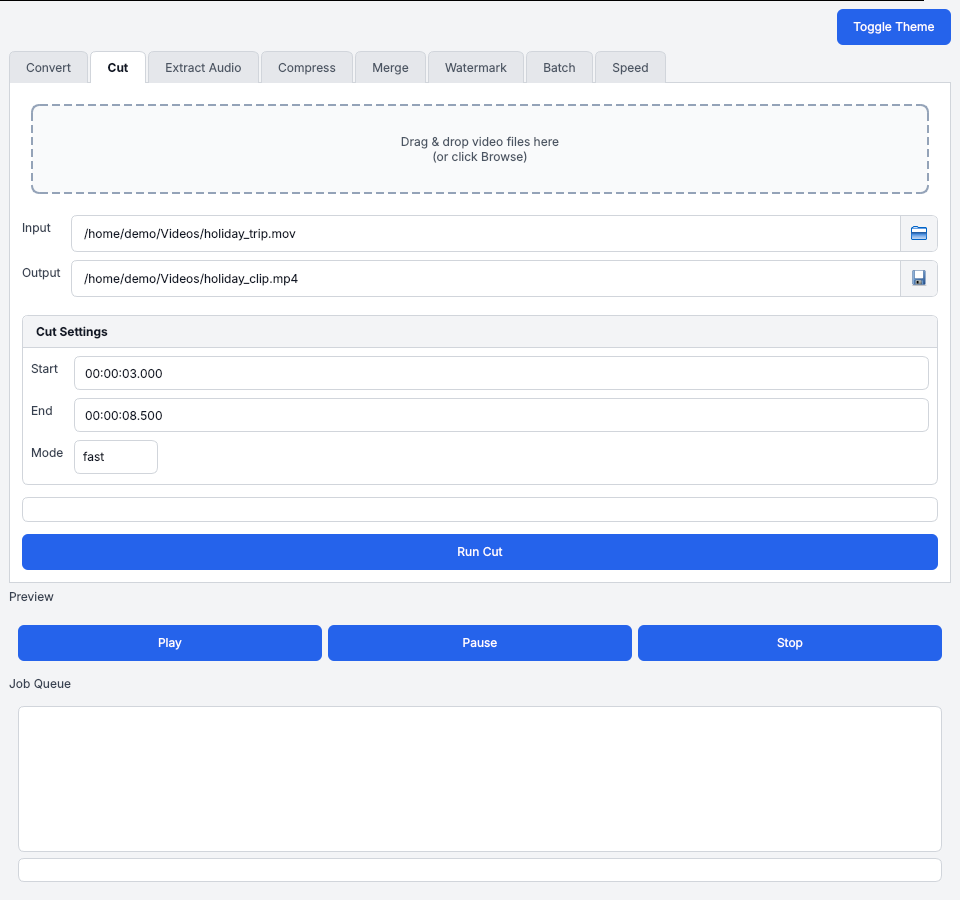 Toggle Theme
Convert Cut Extract Audio Compress Merge Watermark Batch Speed
Drag & drop video files here
(or click Browse)
Input /home/demo/Videos/holiday_trip.mov
Output /home/demo/Videos/holiday_clip.mp4
Cut Settings
Start 00:00:03.000
End 00:00:08.500
Mode fast
Run Cut
Preview
Play Pause Stop
Job Queue